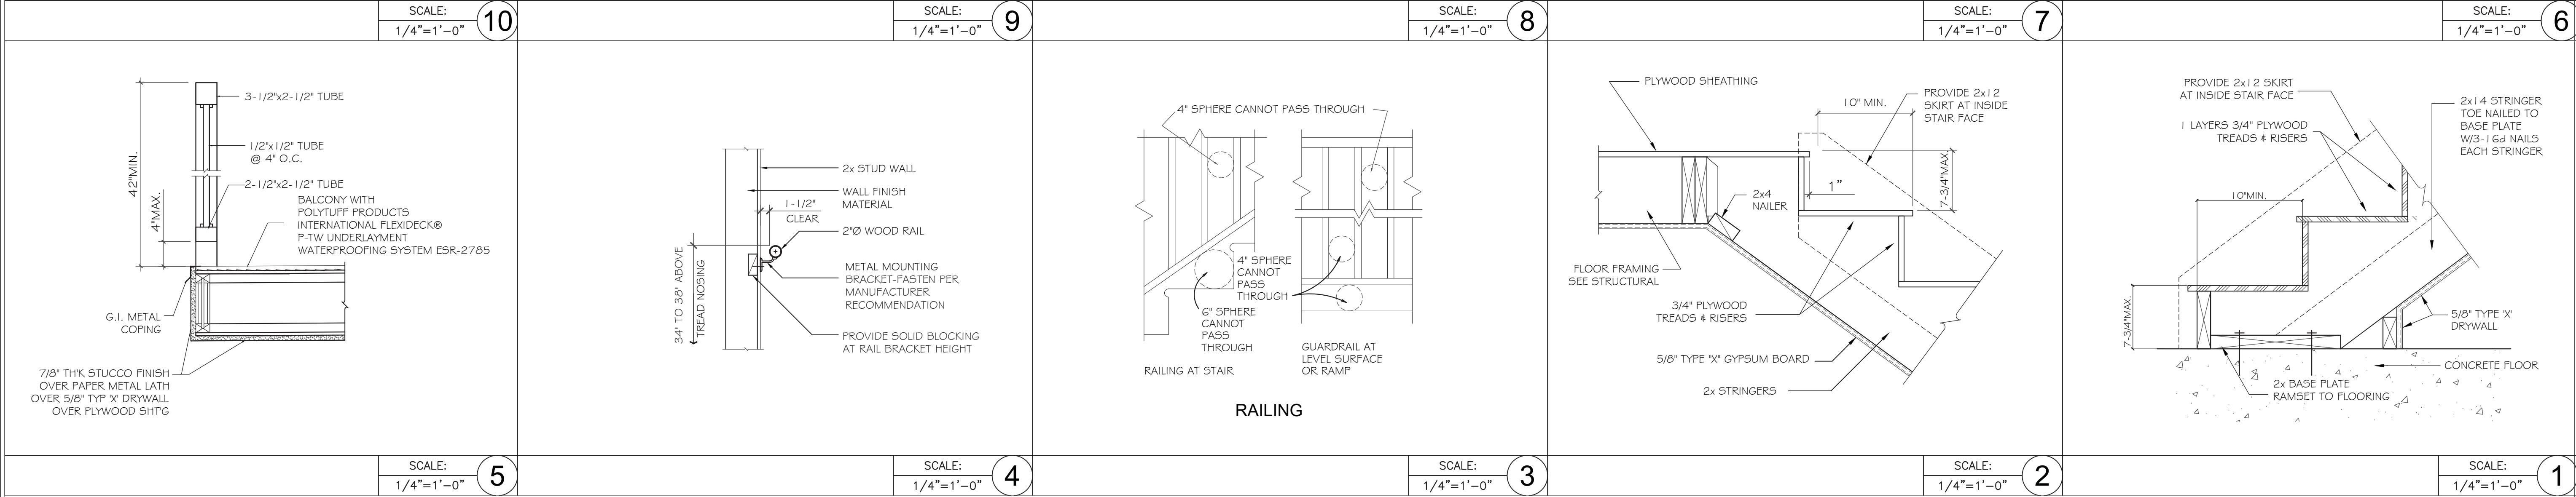 SCALE:
1/4"=1'-0"
10
SCALE:
1/4"=1'-0"
9
SCALE:
1/4"=1'-0"
8
SCALE:
1/4"=1'-0"
7
SCALE:
1/4"=1'-0"
6
42"MIN.
4"MAX.
3-1/2"x2-1/2" TUBE
1/2"x1/2" TUBE
@ 4" O.C.
2-1/2"x2-1/2" TUBE
BALCONY WITH
POLYTUFF PRODUCTS
INTERNATIONAL FLEXIDECK®
P-TW UNDERLAYMENT
WATERPROOFING SYSTEM ESR-2785
G.I. METAL
COPING
7/8" TH'K STUCCO FINISH
OVER PAPER METAL LATH
OVER 5/8" TYP 'X' DRYWALL
OVER PLYWOOD SHT'G
2x STUD WALL
WALL FINISH
MATERIAL
1-1/2"
CLEAR
2"Ø WOOD RAIL
34" TO 38" ABOVE
TREAD NOSING
METAL MOUNTING
BRACKET-FASTEN PER
MANUFACTURER
RECOMMENDATION
PROVIDE SOLID BLOCKING
AT RAIL BRACKET HEIGHT
4" SPHERE CANNOT PASS THROUGH
4" SPHERE
CANNOT
PASS
THROUGH
6" SPHERE
CANNOT
PASS
THROUGH
RAILING AT STAIR
GUARDRAIL AT
LEVEL SURFACE
OR RAMP
RAILING
PLYWOOD SHEATHING
10" MIN.
PROVIDE 2x12
SKIRT AT INSIDE
STAIR FACE
7-3/4"MAX.
1"
2x4
NAILER
FLOOR FRAMING
SEE STRUCTURAL
3/4" PLYWOOD
TREADS & RISERS
5/8" TYPE "X" GYPSUM BOARD
2x STRINGERS
PROVIDE 2x12 SKIRT
AT INSIDE STAIR FACE
1 LAYERS 3/4" PLYWOOD
TREADS & RISERS
2x14 STRINGER
TOE NAILED TO
BASE PLATE
W/3-16d NAILS
EACH STRINGER
10"MIN.
7-3/4"MAX.
5/8" TYPE 'X'
DRYWALL
CONCRETE FLOOR
2x BASE PLATE
RAMSET TO FLOORING
SCALE:
1/4"=1'-0"
5
SCALE:
1/4"=1'-0"
4
SCALE:
1/4"=1'-0"
3
SCALE:
1/4"=1'-0"
2
SCALE:
1/4"=1'-0"
1